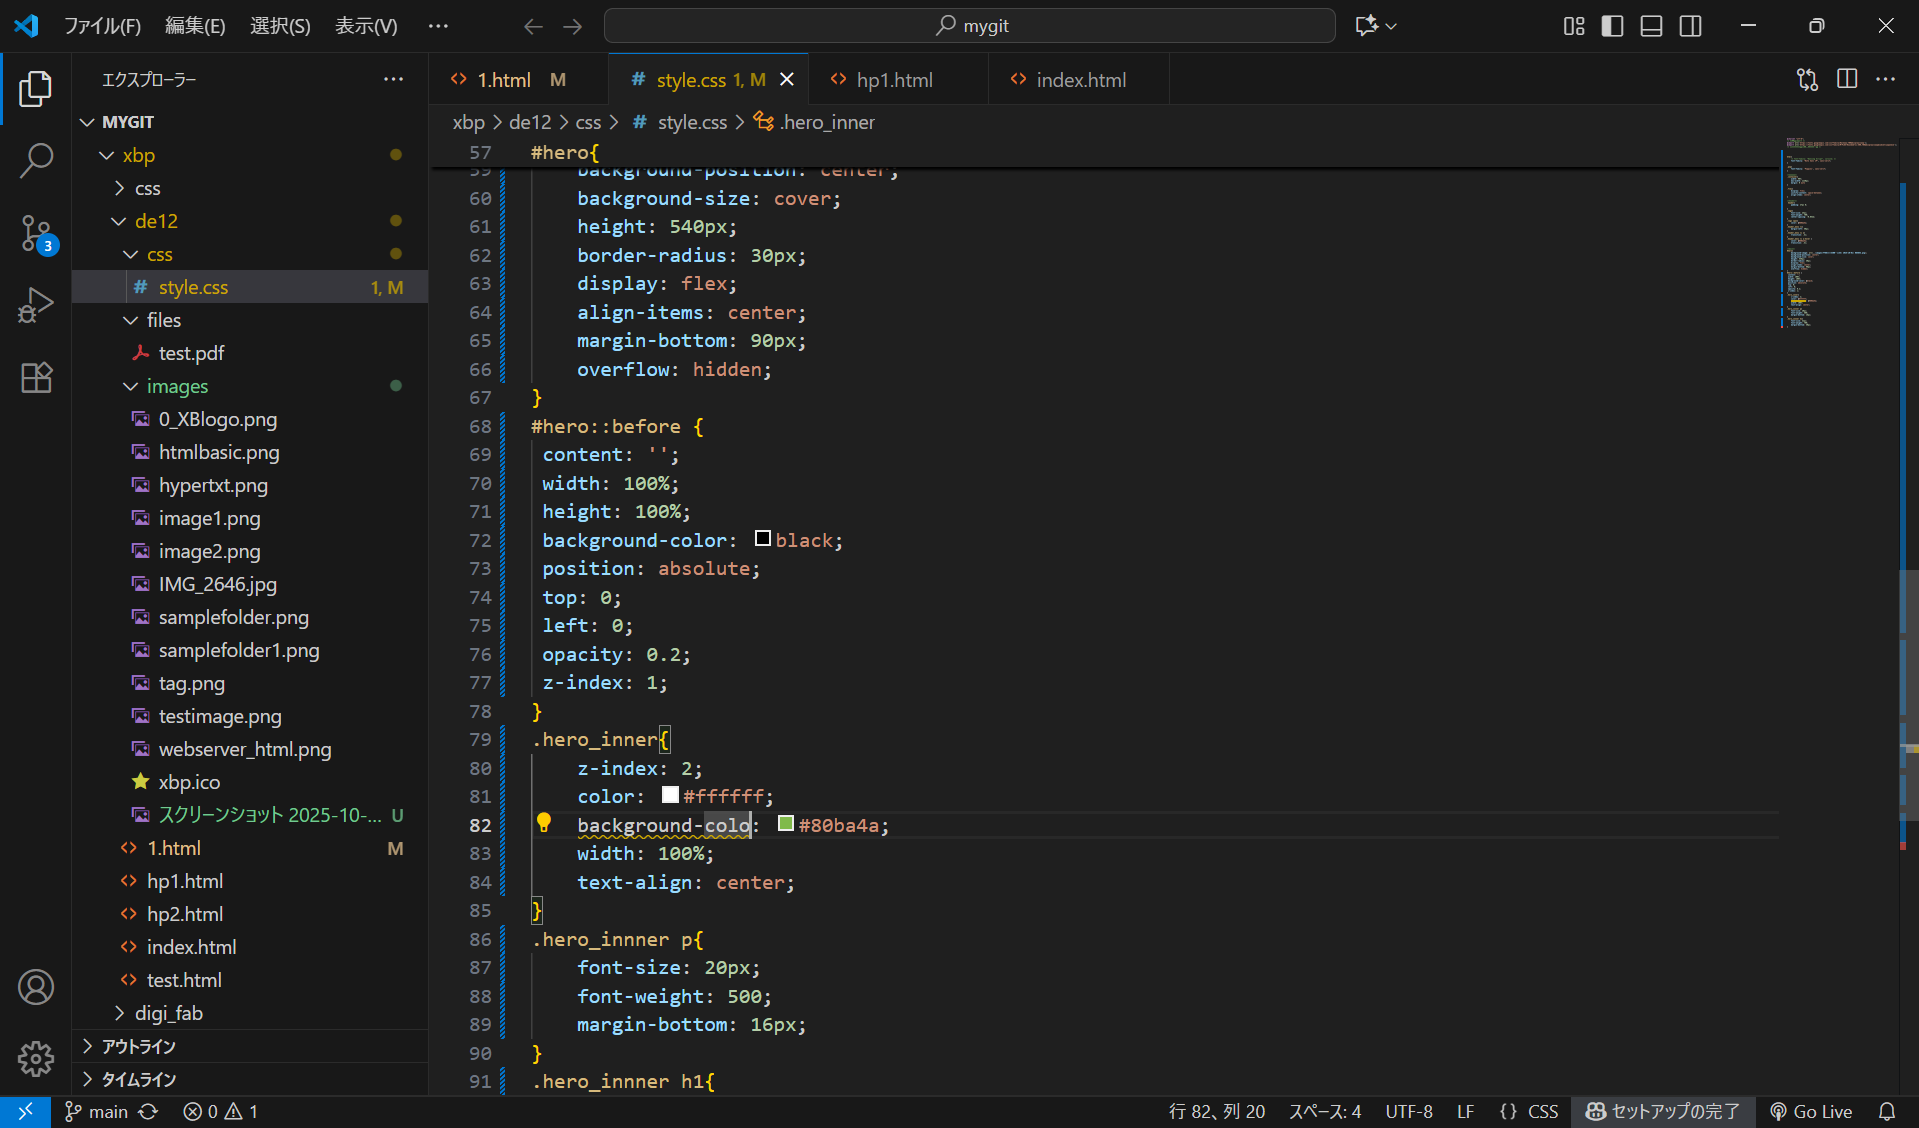 ファイル(F) 編集(E) 選択(S) 表示(V) ··· mygit
エクスプローラー ···
1.html M
style.css 1, M
hp1.html
index.html
xbp > de12 > css > # style.css > .hero_inner
MYGIT
xbp
css
de12
css
# style.css 1, M
files
test.pdf
images
0_XBlogo.png
htmlbasic.png
hypertxt.png
image1.png
image2.png
IMG_2646.jpg
samplefolder.png
samplefolder1.png
tag.png
testimage.png
webserver_html.png
xbp.ico
スクリーンショット 2025-10-... U
1.html M
hp1.html
hp2.html
index.html
test.html
digi_fab
アウトライン
タイムライン
57 #hero{
59 background-position: center;
60 background-size: cover;
61 height: 540px;
62 border-radius: 30px;
63 display: flex;
64 align-items: center;
65 margin-bottom: 90px;
66 overflow: hidden;
67 }
68 #hero::before {
69 content: '';
70 width: 100%;
71 height: 100%;
72 background-color: black;
73 position: absolute;
74 top: 0;
75 left: 0;
76 opacity: 0.2;
77 z-index: 1;
78 }
79 .hero_inner{
80 z-index: 2;
81 color: #ffffff;
82 background-colo: #80ba4a;
83 width: 100%;
84 text-align: center;
85 }
86 .hero_innner p{
87 font-size: 20px;
88 font-weight: 500;
89 margin-bottom: 16px;
90 }
91 .hero_innner h1{
3
main 0 1 行 82、列 20 スペース: 4 UTF-8 LF {} CSS セットアップの完了 Go Live